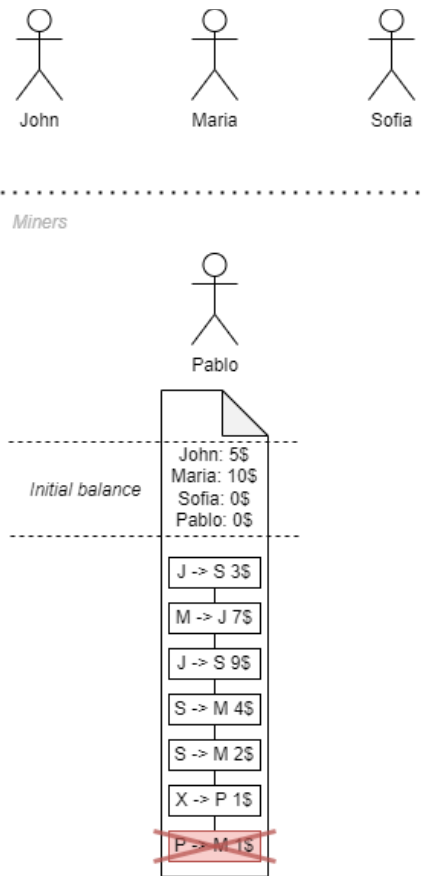 John Maria Sofia
Miners
Pablo
John: 5$
Maria: 10$
Initial balance
Sofia: 0$
Pablo: 0$
J -> S 3$
M -> J 7$
J -> S 9$
S -> M 4$
S -> M 2$
X -> P 1$
P -> M 1$